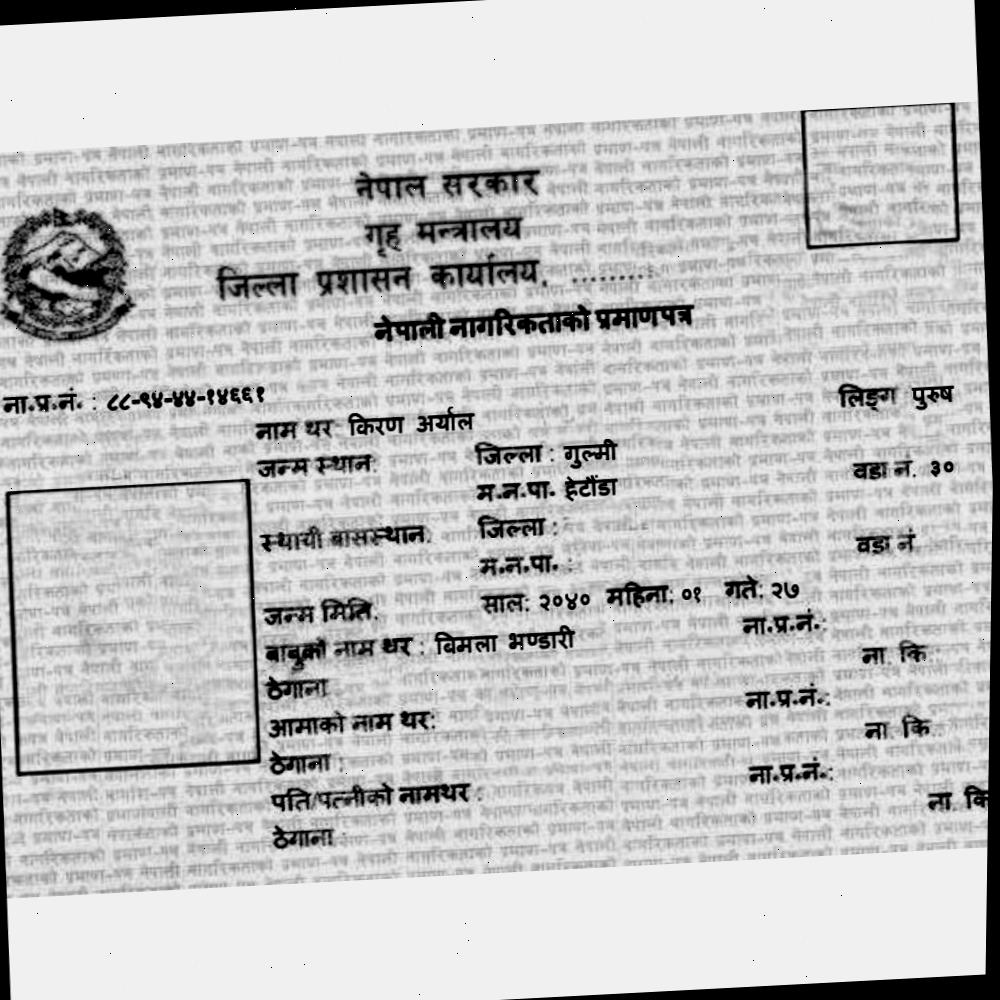 नेपाल सरकार
गृह मन्त्रालय
जिल्ला प्रशासन कार्यालय, .........
नेपाली नागरिकताको प्रमाणपत्र
ना.प्र.नं. : ८८-९४-४४-१४६६१ लिङ्ग पुरुष
नाम थर: किरण अर्याल
जन्म स्थान: जिल्ला : गुल्मी वडा नं. ३०
म.न.पा. हेटौंडा
स्थायी बासस्थान: जिल्ला : वडा नं
म.न.पा. :
जन्म मिति: साल: २०४० महिना: ०१ गते: २७
बाबुको नाम थर : बिमला भण्डारी ना.प्र.नं.:
ठेगाना ना. कि
आमाको नाम थर: ना.प्र.नं.:
ठेगाना : ना. कि
पति/पत्नीको नामथर : ना.प्र.नं.:
ठेगाना : ना. कि